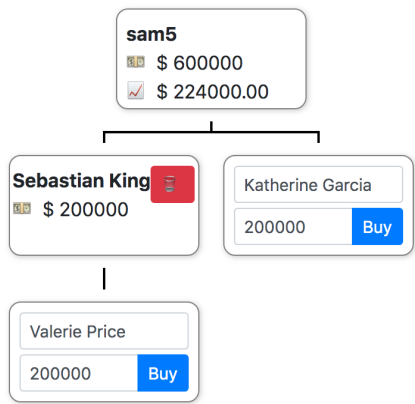 sam5
$ 600000
$ 224000.00
Sebastian King
$ 200000
Katherine Garcia
200000 Buy
Valerie Price
200000 Buy